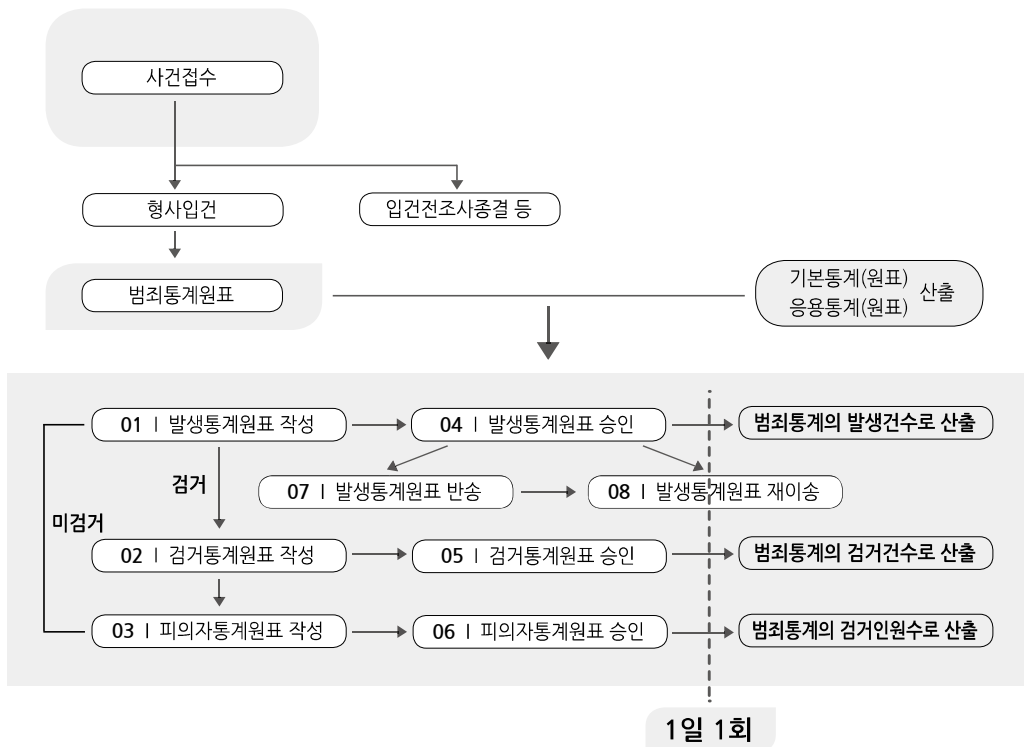 사건접수
형사입건
입건전조사종결 등
범죄통계원표
기본통계(원표)
응용통계(원표)
산출
01 | 발생통계원표 작성
04 | 발생통계원표 승인
범죄통계의 발생건수로 산출
검거
07 | 발생통계원표 반송
08 | 발생통계원표 재이송
미검거
02 | 검거통계원표 작성
05 | 검거통계원표 승인
범죄통계의 검거건수로 산출
03 | 피의자통계원표 작성
06 | 피의자통계원표 승인
범죄통계의 검거인원수로 산출
1일 1회